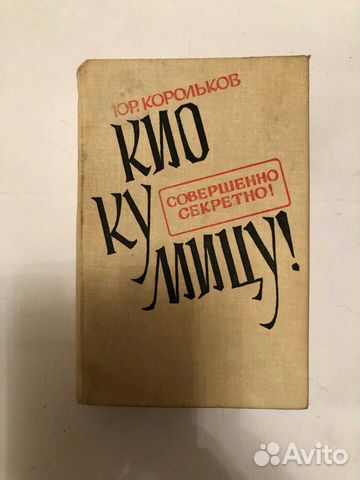 ЮР. КОРОЛЬКОВ
КИО
КУ
МИЦУ!
СОВЕРШЕННО
СЕКРЕТНО!
Avito